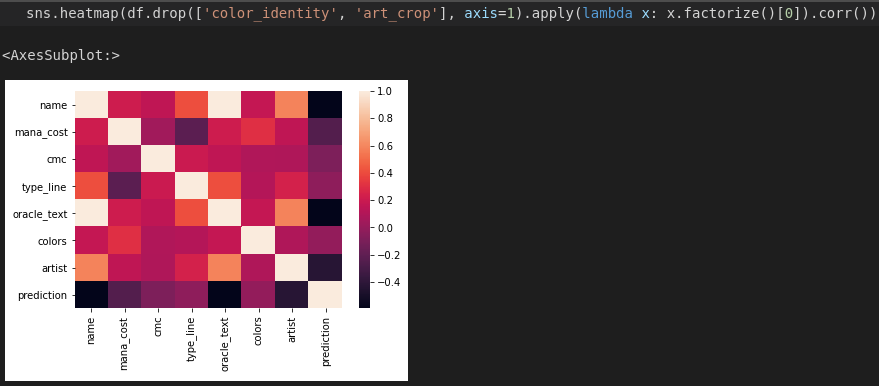 sns.heatmap(df.drop(['color_identity', 'art_crop'], axis=1).apply(lambda x: x.factorize()[0]).corr())
<AxesSubplot:>
name
mana_cost
cmc
type_line
oracle_text
colors
artist
prediction
name
mana_cost
cmc
type_line
oracle_text
colors
artist
prediction
1.0
0.8
0.6
0.4
0.2
0.0
−0.2
−0.4